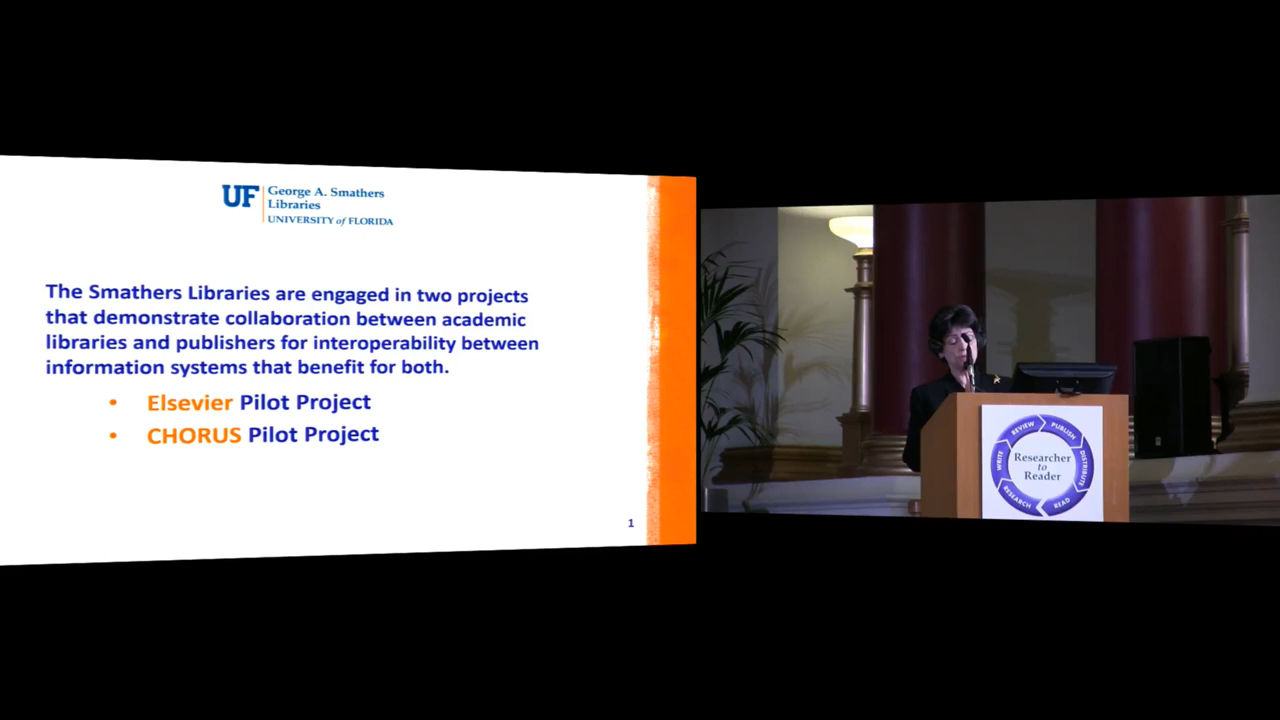 UF
George A. Smathers
Libraries
UNIVERSITY of FLORIDA
The Smathers Libraries are engaged in two projects
that demonstrate collaboration between academic
libraries and publishers for interoperability between
information systems that benefit for both.
• Elsevier Pilot Project
• CHORUS Pilot Project
1
REVIEW
PUBLISH
DISTRIBUTE
READ
RESEARCH
WRITE
Researcher
to
Reader